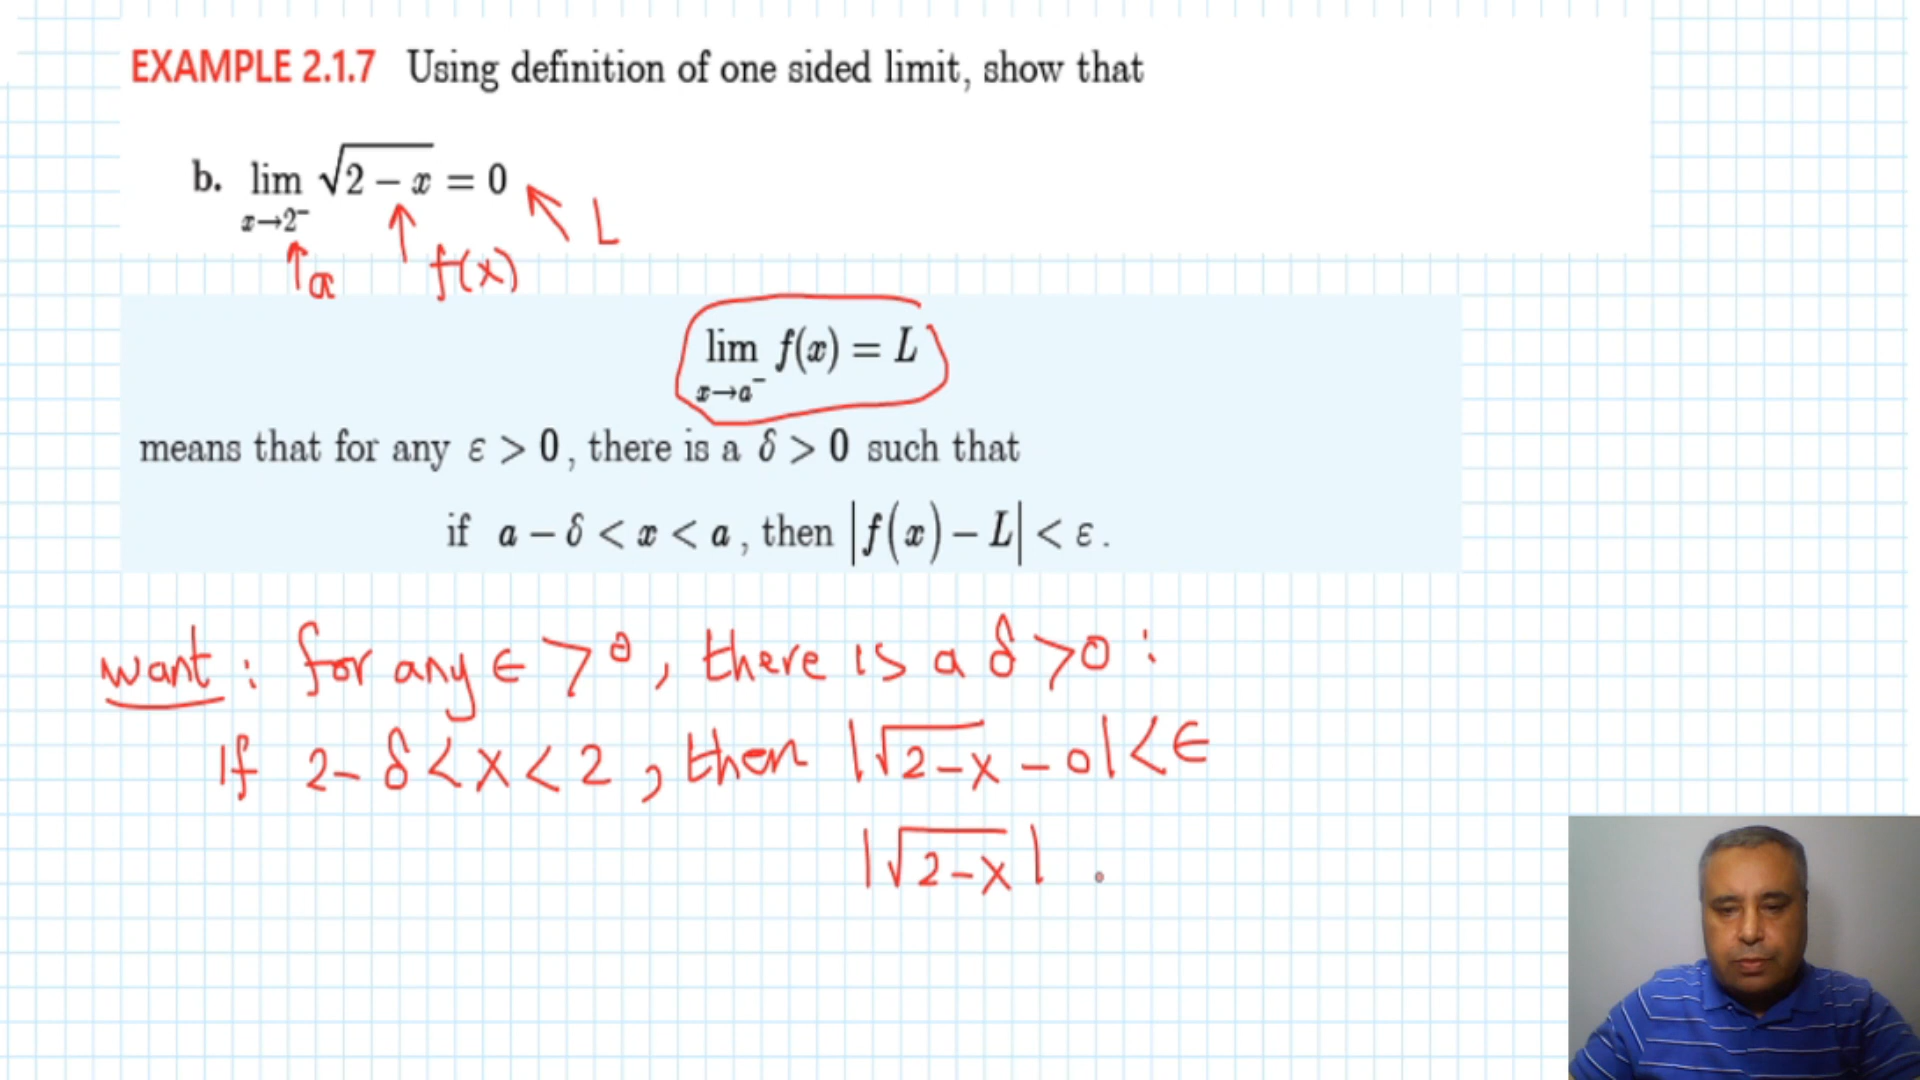 EXAMPLE 2.1.7 Using definition of one sided limit, show that
b. lim √(2 − x) = 0
x→2⁻
L
a f(x)
lim f(x) = L
x→a⁻
means that for any ε > 0, there is a δ > 0 such that
if a − δ < x < a, then |f(x) − L| < ε.
want: for any ∈ > 0, there is a δ > 0 :
If 2 − δ < x < 2, then |√(2 − x) − 0| < ∈
|√(2 − x)|